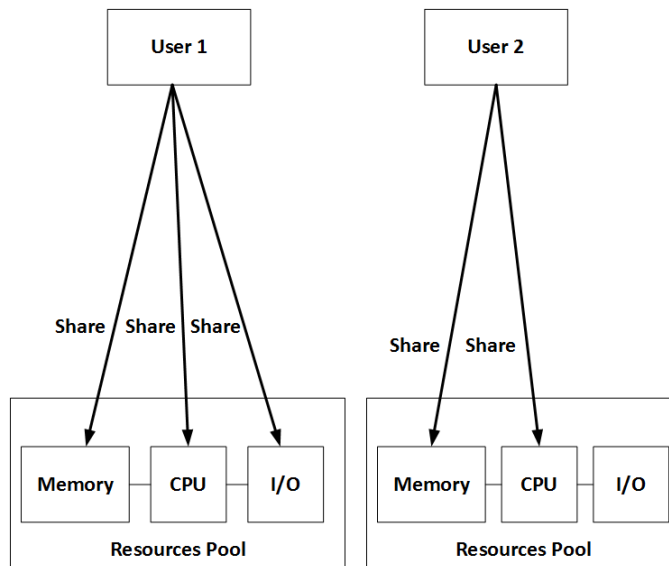 User 1
User 2
Share Share Share
Share Share
Memory CPU I/O
Memory CPU I/O
Resources Pool
Resources Pool